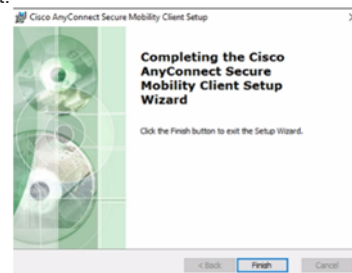 Cisco AnyConnect Secure Mobility Client Setup
Completing the Cisco
AnyConnect Secure
Mobility Client Setup
Wizard
Click the Finish button to exit the Setup Wizard.
< Back Finish Cancel